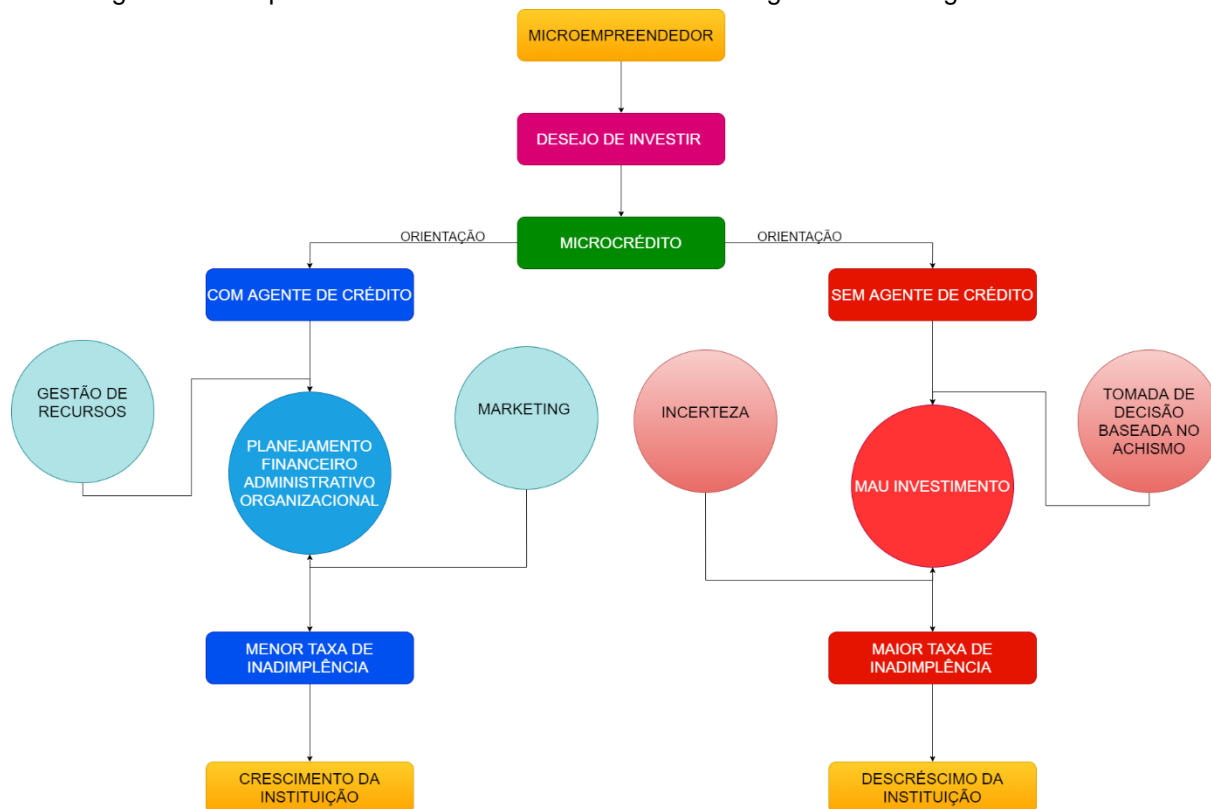 MICROEMPREENDEDOR
DESEJO DE INVESTIR
MICROCRÉDITO
ORIENTAÇÃO
ORIENTAÇÃO
COM AGENTE DE CRÉDITO
SEM AGENTE DE CRÉDITO
GESTÃO DE
RECURSOS
PLANEJAMENTO
FINANCEIRO
ADMINISTRATIVO
ORGANIZACIONAL
MARKETING
INCERTEZA
MAU INVESTIMENTO
TOMADA DE
DECISÃO
BASEADA NO
ACHISMO
MENOR TAXA DE
INADIMPLÊNCIA
MAIOR TAXA DE
INADIMPLÊNCIA
CRESCIMENTO DA
INSTITUIÇÃO
DESCRÉSCIMO DA
INSTITUIÇÃO